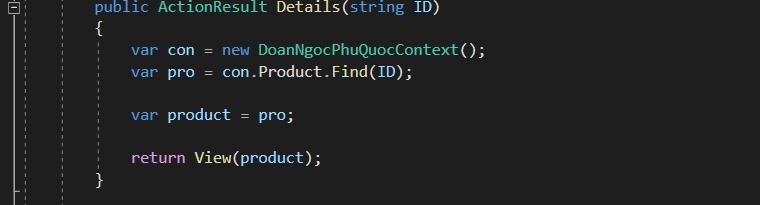 public ActionResult Details(string ID)
{
var con = new DoanNgocPhuQuocContext();
var pro = con.Product.Find(ID);
var product = pro;
return View(product);
}